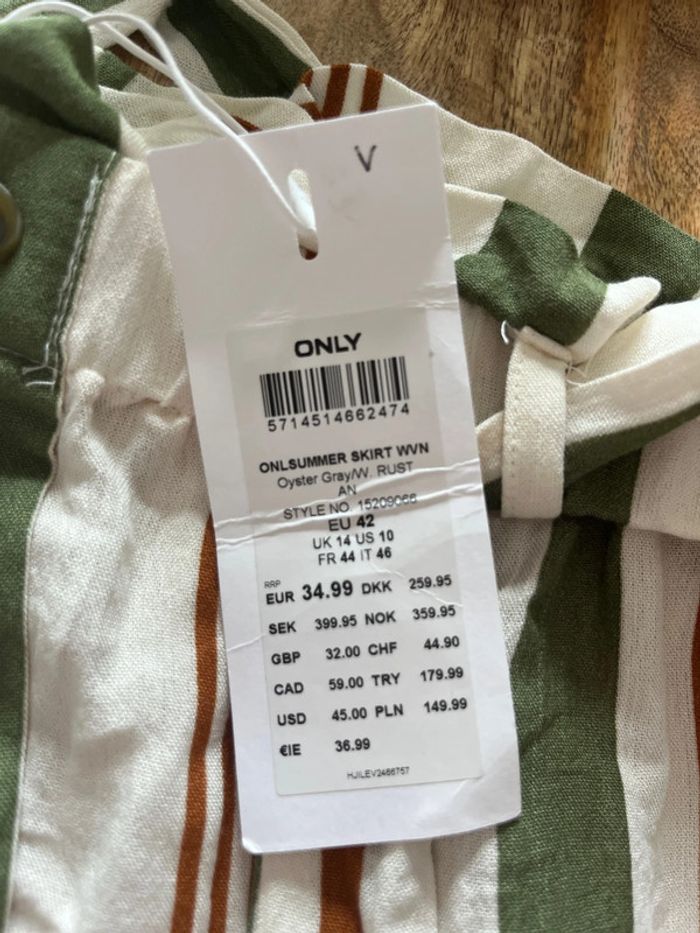 V
ONLY
5714514662474
ONLSUMMER SKIRT WVN
Oyster Gray/W. RUST
AN
STYLE NO. 15209066
EU 42
UK 14 US 10
FR 44 IT 46
RRP
EUR 34.99 DKK 259.95
SEK 399.95 NOK 359.95
GBP 32.00 CHF 44.90
CAD 59.00 TRY 179.99
USD 45.00 PLN 149.99
€IE 36.99
HJILEV2466757